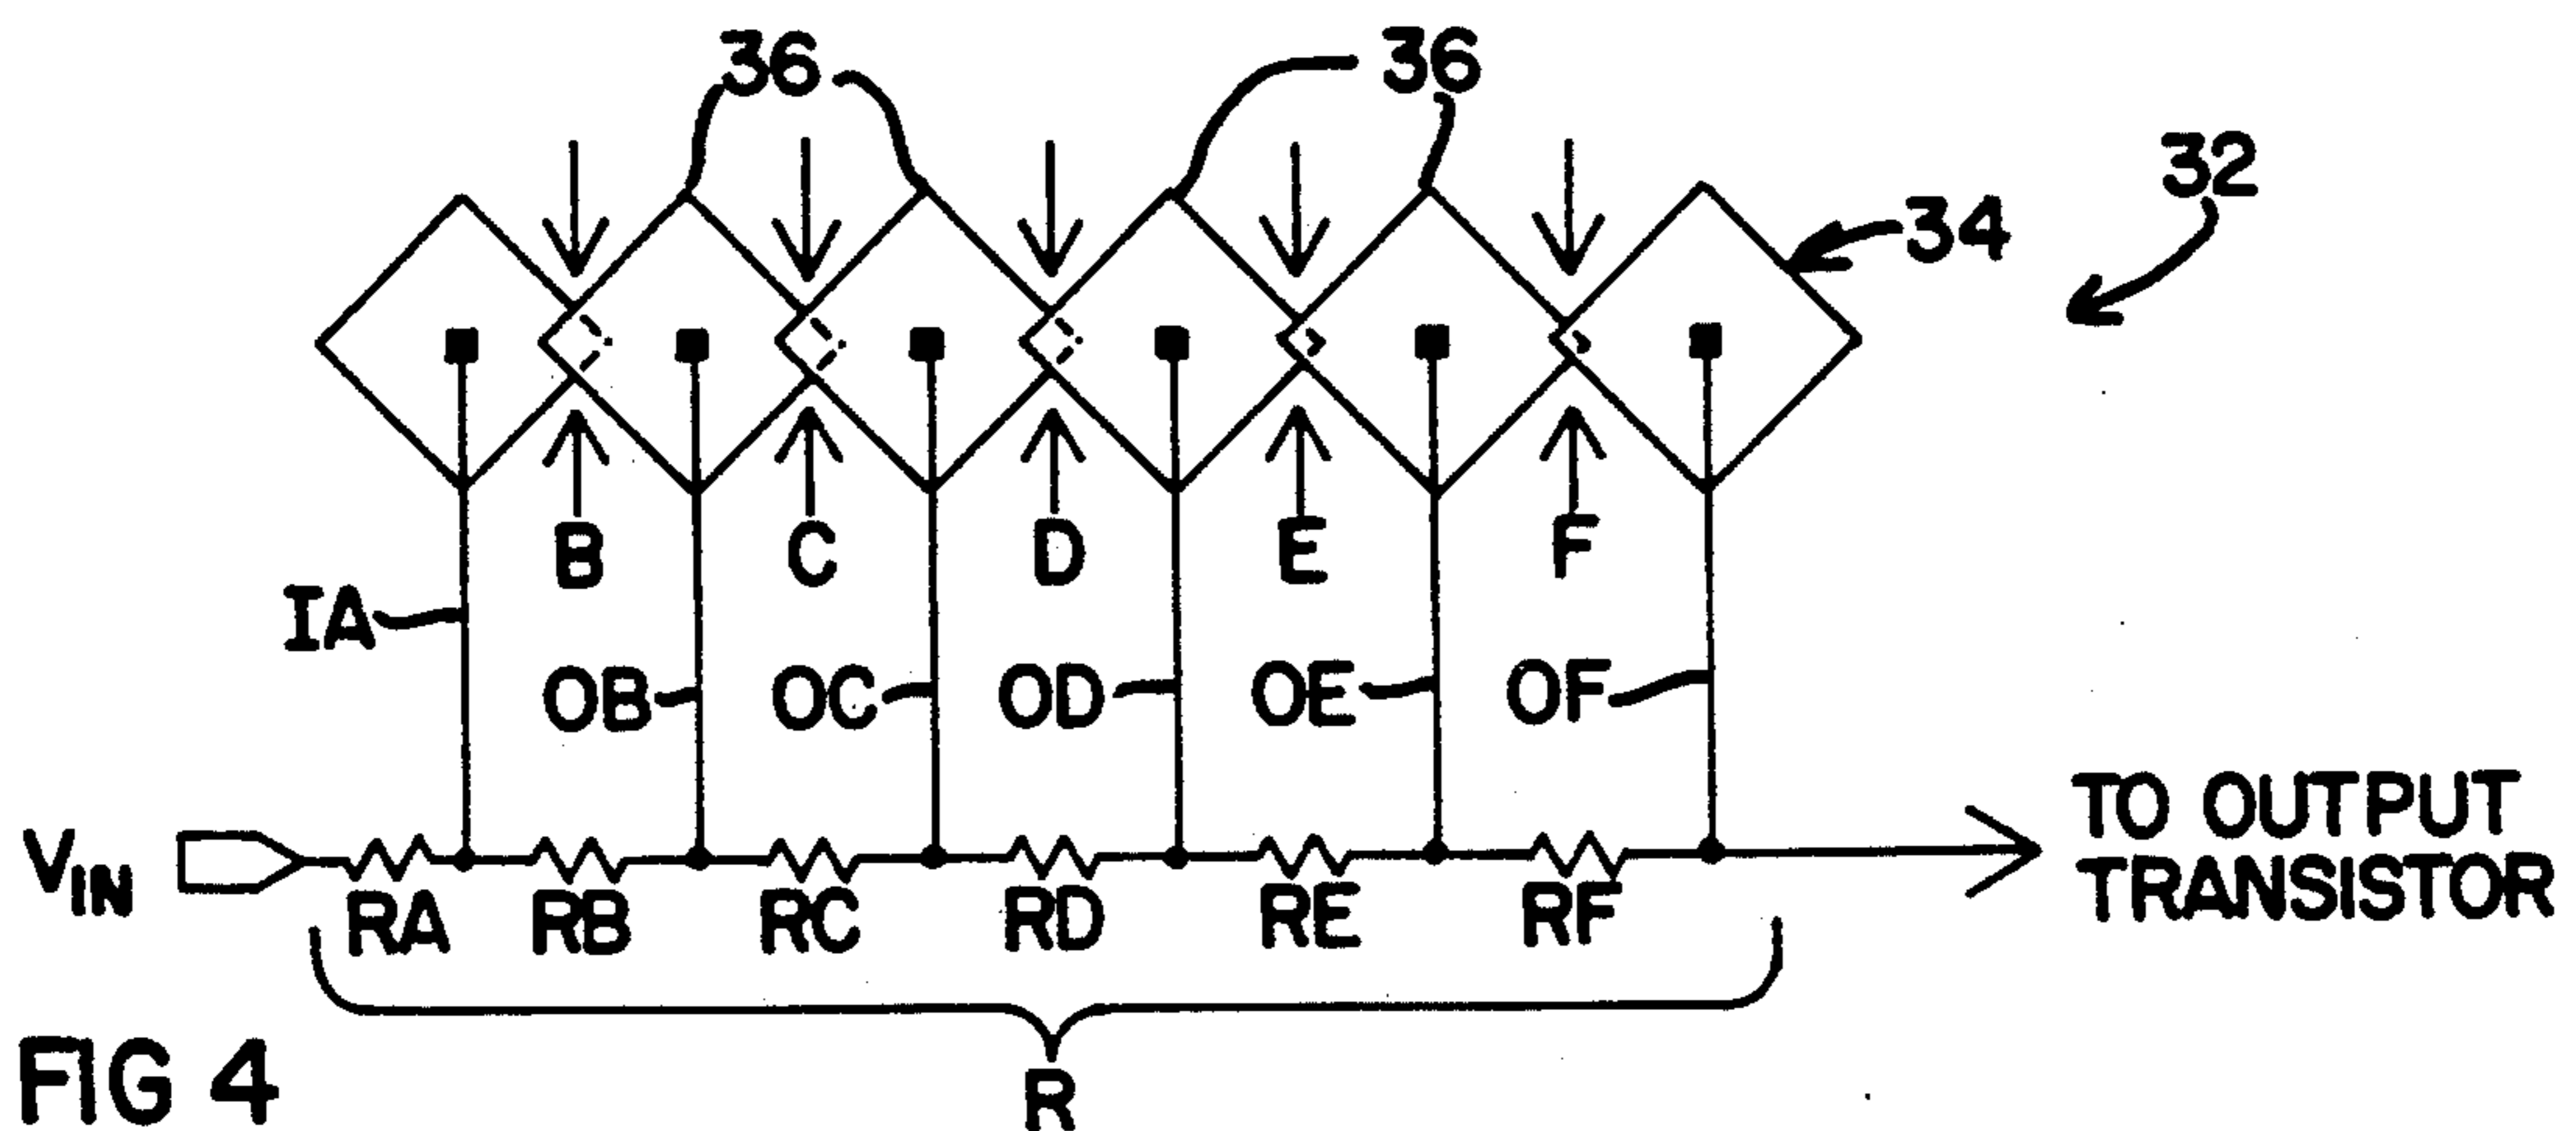 36 36
32
34
B C D E F
IA
OB OC OD OE OF
VIN
TO OUTPUT
TRANSISTOR
RA RB RC RD RE RF
R
FIG 4